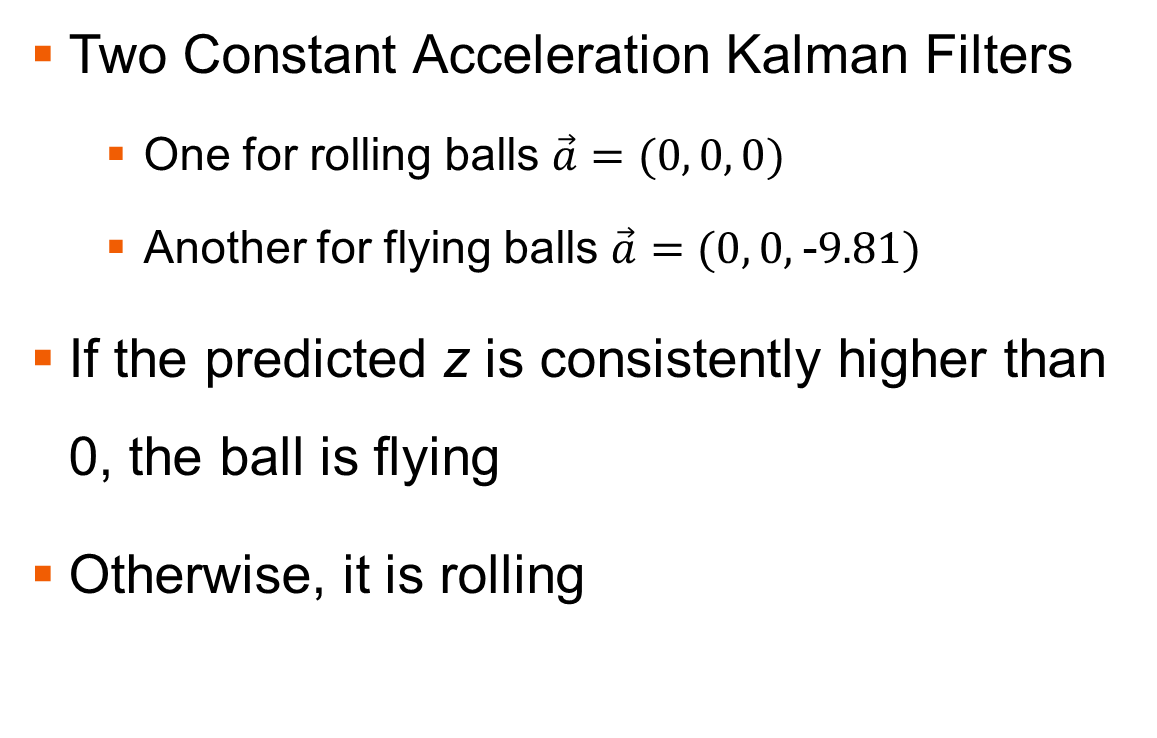 ▪ Two Constant Acceleration Kalman Filters
▪ One for rolling balls a⃗ = (0, 0, 0)
▪ Another for flying balls a⃗ = (0, 0, -9.81)
▪ If the predicted z is consistently higher than
0, the ball is flying
▪ Otherwise, it is rolling